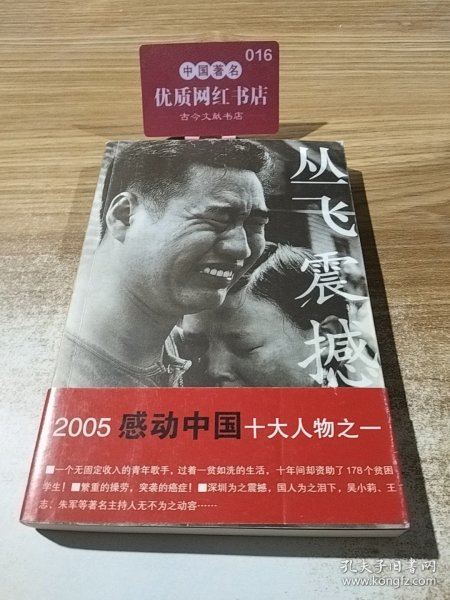 016
中国著名
优质网红书店
古今文献书店
丛飞震撼
2005 感动中国 十大人物之一
■一个无固定收入的青年歌手，过着一贫如洗的生活，十年间却资助了178个贫困
学生！■繁重的操劳，突袭的癌症！■深圳为之震撼，国人为之泪下，吴小莉、王
志、朱军等著名主持人无不为之动容……
孔夫子旧书网
www.kongfz.com